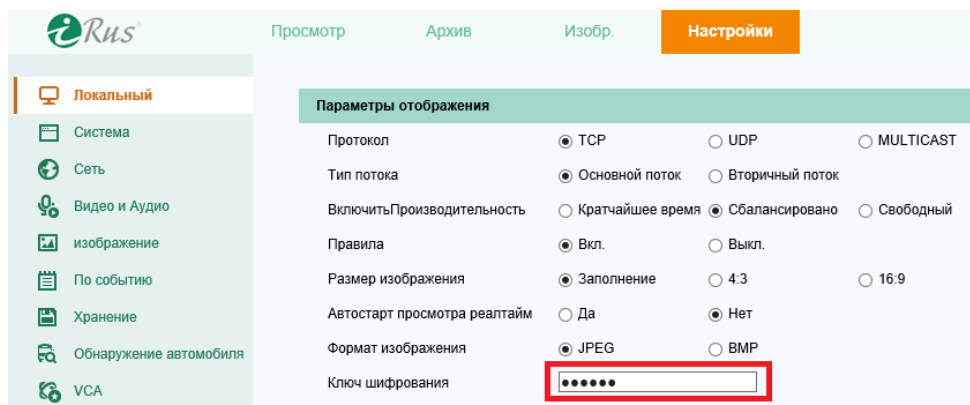 iRus
Просмотр Архив Изобр. Настройки
Локальный
Система
Сеть
Видео и Аудио
изображение
По событию
Хранение
Обнаружение автомобиля
VCA
Параметры отображения
Протокол TCP UDP MULTICAST
Тип потока Основной поток Вторичный поток
ВключитьПроизводительность Кратчайшее время Сбалансировано Свободный
Правила Вкл. Выкл.
Размер изображения Заполнение 4:3 16:9
Автостарт просмотра реалтайм Да Нет
Формат изображения JPEG BMP
Ключ шифрования ●●●●●●